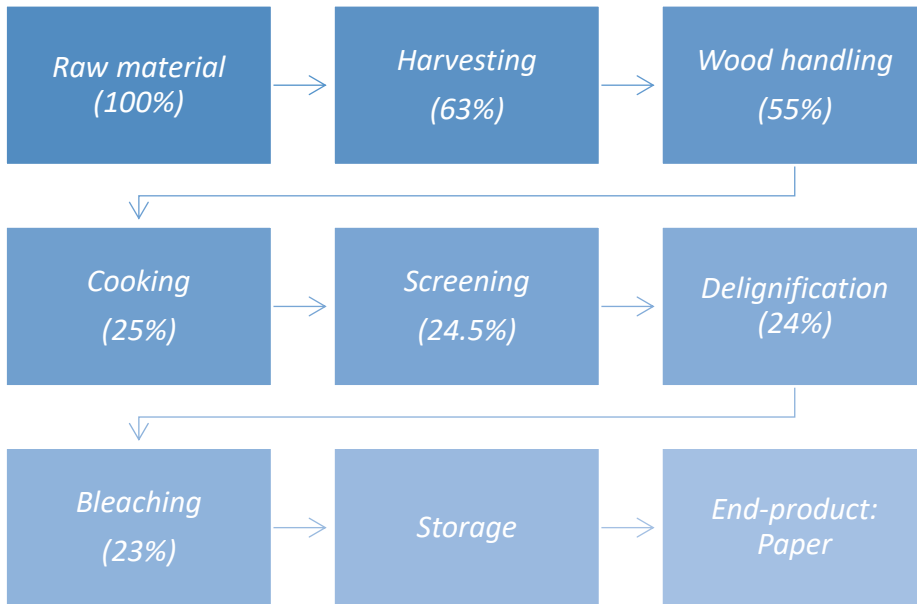 Raw material
(100%)
Harvesting
(63%)
Wood handling
(55%)
Cooking
(25%)
Screening
(24.5%)
Delignification
(24%)
Bleaching
(23%)
Storage
End-product:
Paper